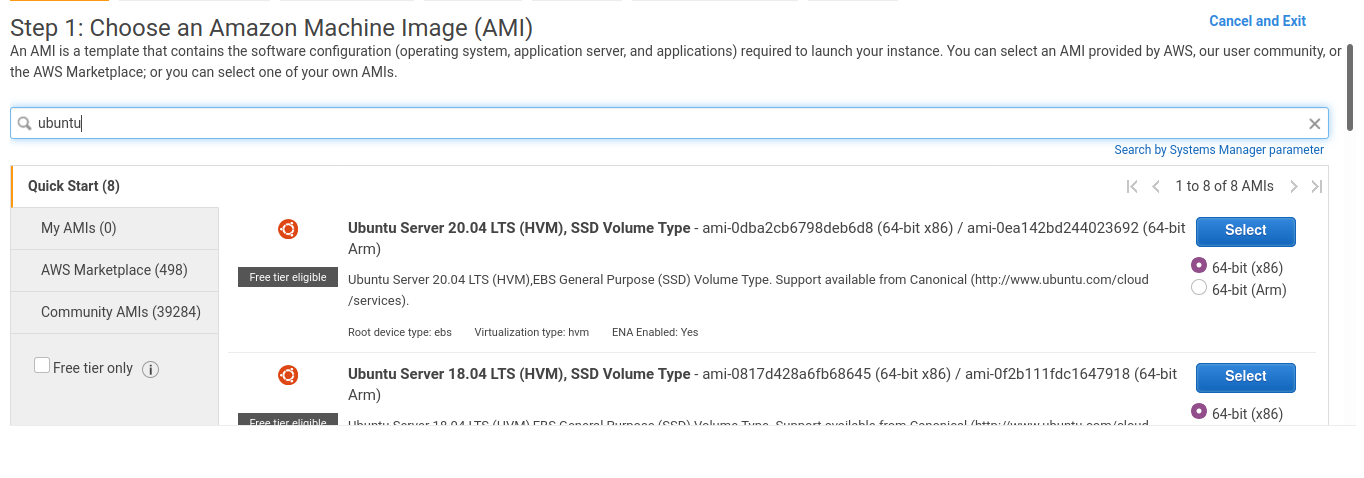 Step 1: Choose an Amazon Machine Image (AMI)
Cancel and Exit
An AMI is a template that contains the software configuration (operating system, application server, and applications) required to launch your instance. You can select an AMI provided by AWS, our user community, or
the AWS Marketplace; or you can select one of your own AMIs.
ubuntu
Search by Systems Manager parameter
Quick Start (8)
1 to 8 of 8 AMIs
My AMIs (0)
AWS Marketplace (498)
Community AMIs (39284)
Free tier only
Ubuntu Server 20.04 LTS (HVM), SSD Volume Type - ami-0dba2cb6798deb6d8 (64-bit x86) / ami-0ea142bd244023692 (64-bit
Arm)
Select
Free tier eligible
Ubuntu Server 20.04 LTS (HVM),EBS General Purpose (SSD) Volume Type. Support available from Canonical (http://www.ubuntu.com/cloud
/services).
64-bit (x86)
64-bit (Arm)
Root device type: ebs Virtualization type: hvm ENA Enabled: Yes
Ubuntu Server 18.04 LTS (HVM), SSD Volume Type - ami-0817d428a6fb68645 (64-bit x86) / ami-0f2b111fdc1647918 (64-bit
Arm)
Select
64-bit (x86)
Free tier eligible
Ubuntu Server 18.04 LTS (HVM),EBS General Purpose (SSD) Volume Type. Support available from Canonical (http://www.ubuntu.com/cloud